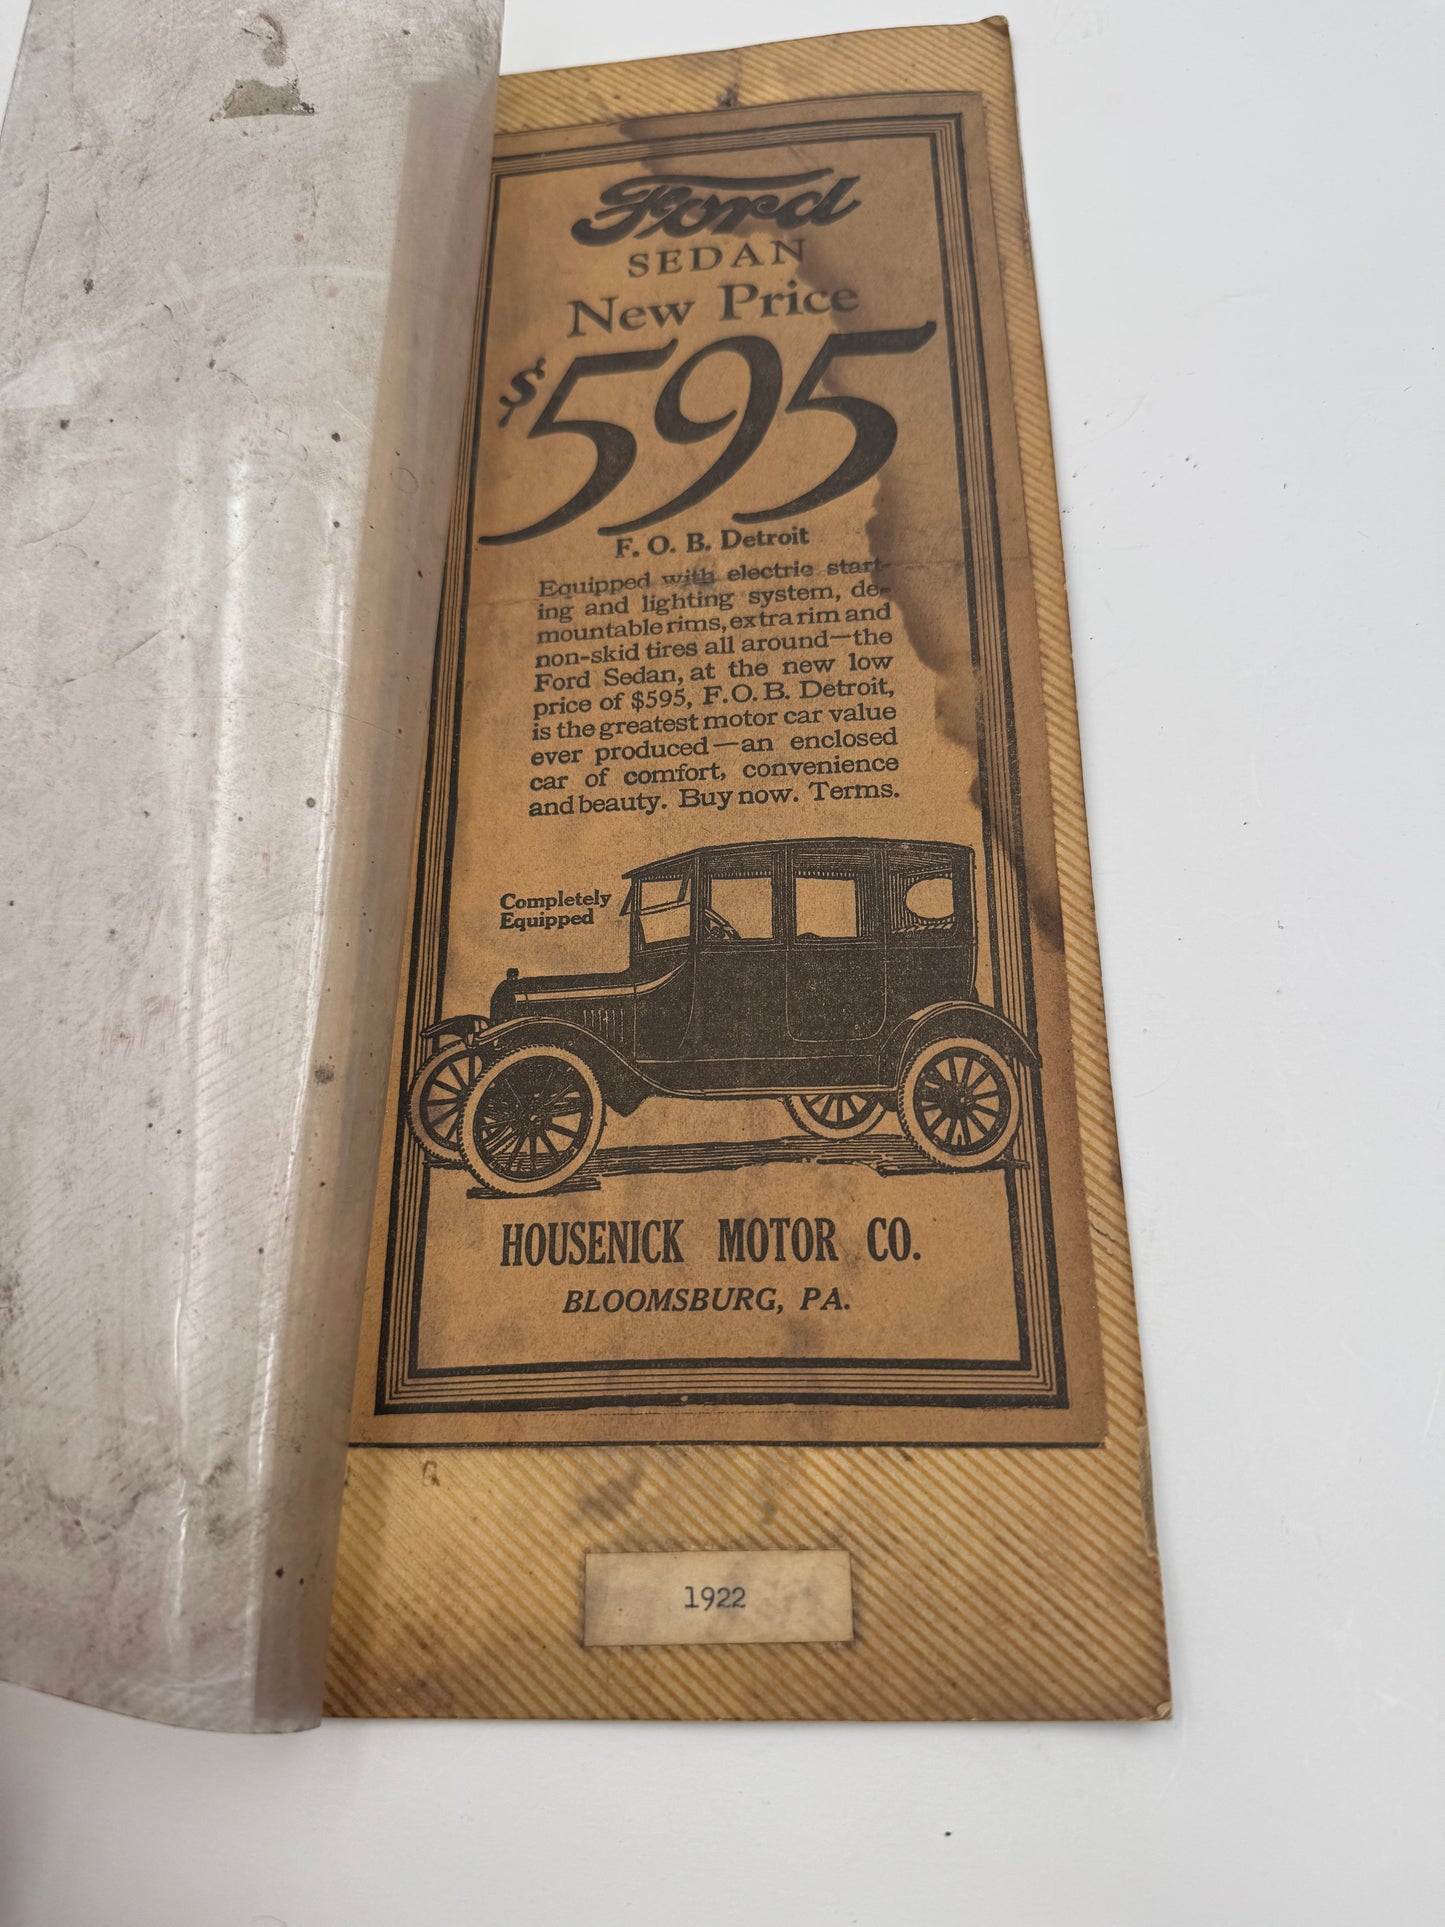 Ford
SEDAN
New Price
$595
F. O. B. Detroit
Equipped with electric start-
ing and lighting system, de-
mountable rims, extra rim and
non-skid tires all around—the
Ford Sedan, at the new low
price of $595, F. O. B. Detroit,
is the greatest motor car value
ever produced—an enclosed
car of comfort, convenience
and beauty. Buy now. Terms.
Completely
Equipped
HOUSENICK MOTOR CO.
BLOOMSBURG, PA.
1922